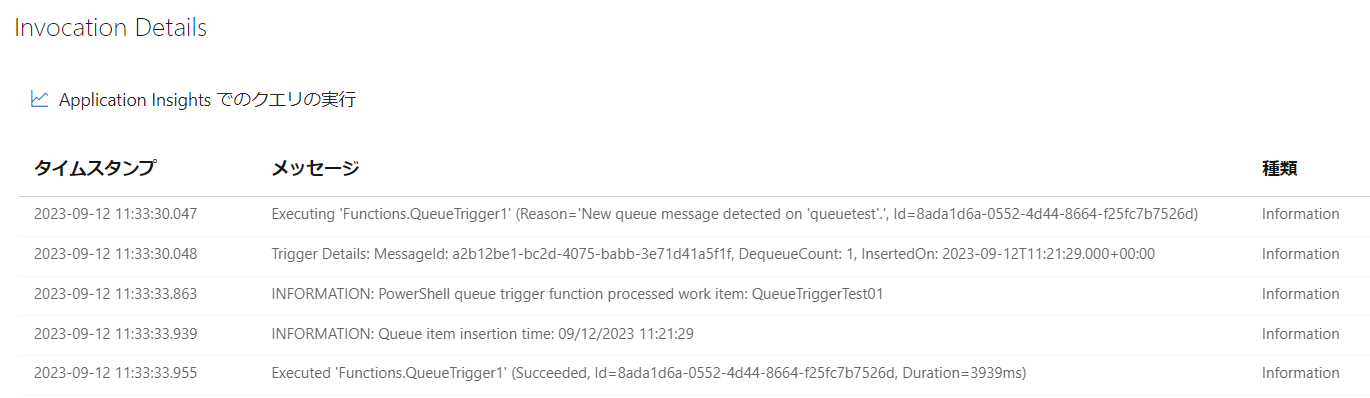 Invocation Details
Application Insights でのクエリの実行
タイムスタンプ メッセージ 種類
2023-09-12 11:33:30.047 Executing 'Functions.QueueTrigger1' (Reason='New queue message detected on 'queuetest'.', Id=8ada1d6a-0552-4d44-8664-f25fc7b7526d) Information
2023-09-12 11:33:30.048 Trigger Details: MessageId: a2b12be1-bc2d-4075-babb-3e71d41a5f1f, DequeueCount: 1, InsertedOn: 2023-09-12T11:21:29.000+00:00 Information
2023-09-12 11:33:33.863 INFORMATION: PowerShell queue trigger function processed work item: QueueTriggerTest01 Information
2023-09-12 11:33:33.939 INFORMATION: Queue item insertion time: 09/12/2023 11:21:29 Information
2023-09-12 11:33:33.955 Executed 'Functions.QueueTrigger1' (Succeeded, Id=8ada1d6a-0552-4d44-8664-f25fc7b7526d, Duration=3939ms) Information